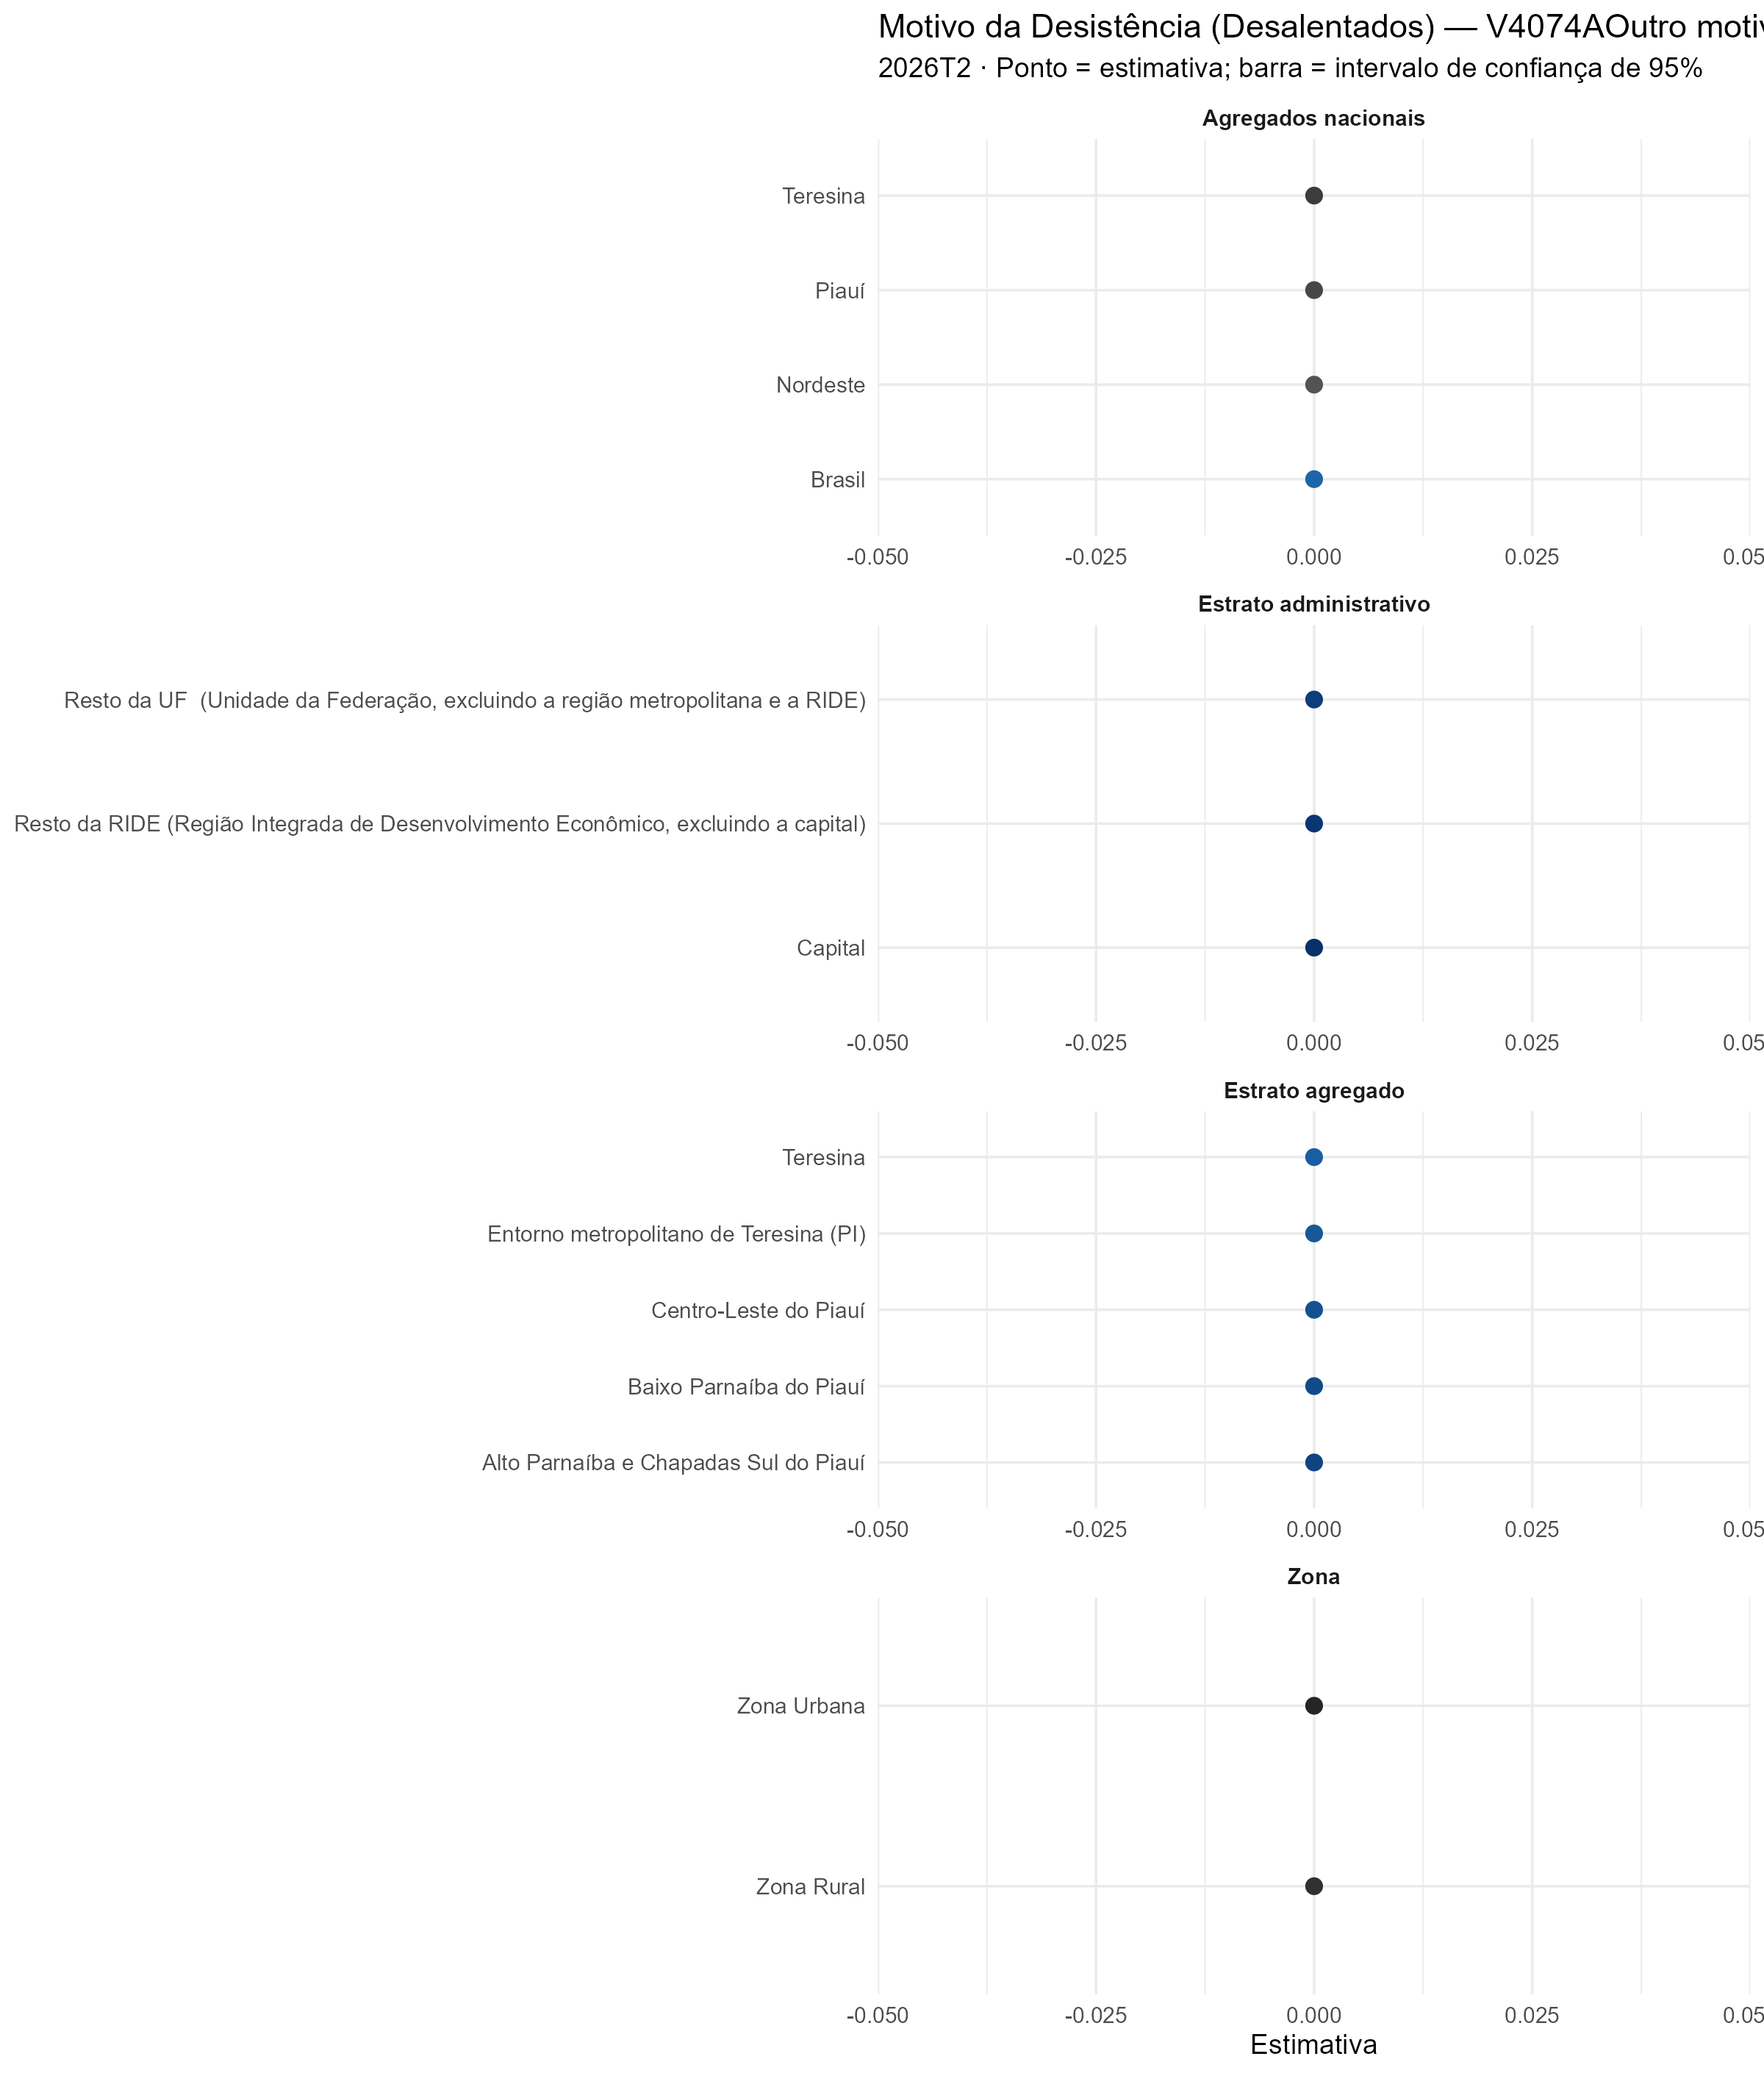 Motivo da Desistência (Desalentados) — V4074AOutro motiv
2026T2 · Ponto = estimativa; barra = intervalo de confiança de 95%
Agregados nacionais
Teresina
Piauí
Nordeste
Brasil
-0.050 -0.025 0.000 0.025 0.05
Estrato administrativo
Resto da UF  (Unidade da Federação, excluindo a região metropolitana e a RIDE)
Resto da RIDE (Região Integrada de Desenvolvimento Econômico, excluindo a capital)
Capital
-0.050 -0.025 0.000 0.025 0.05
Estrato agregado
Teresina
Entorno metropolitano de Teresina (PI)
Centro-Leste do Piauí
Baixo Parnaíba do Piauí
Alto Parnaíba e Chapadas Sul do Piauí
-0.050 -0.025 0.000 0.025 0.05
Zona
Zona Urbana
Zona Rural
-0.050 -0.025 0.000 0.025 0.05
Estimativa